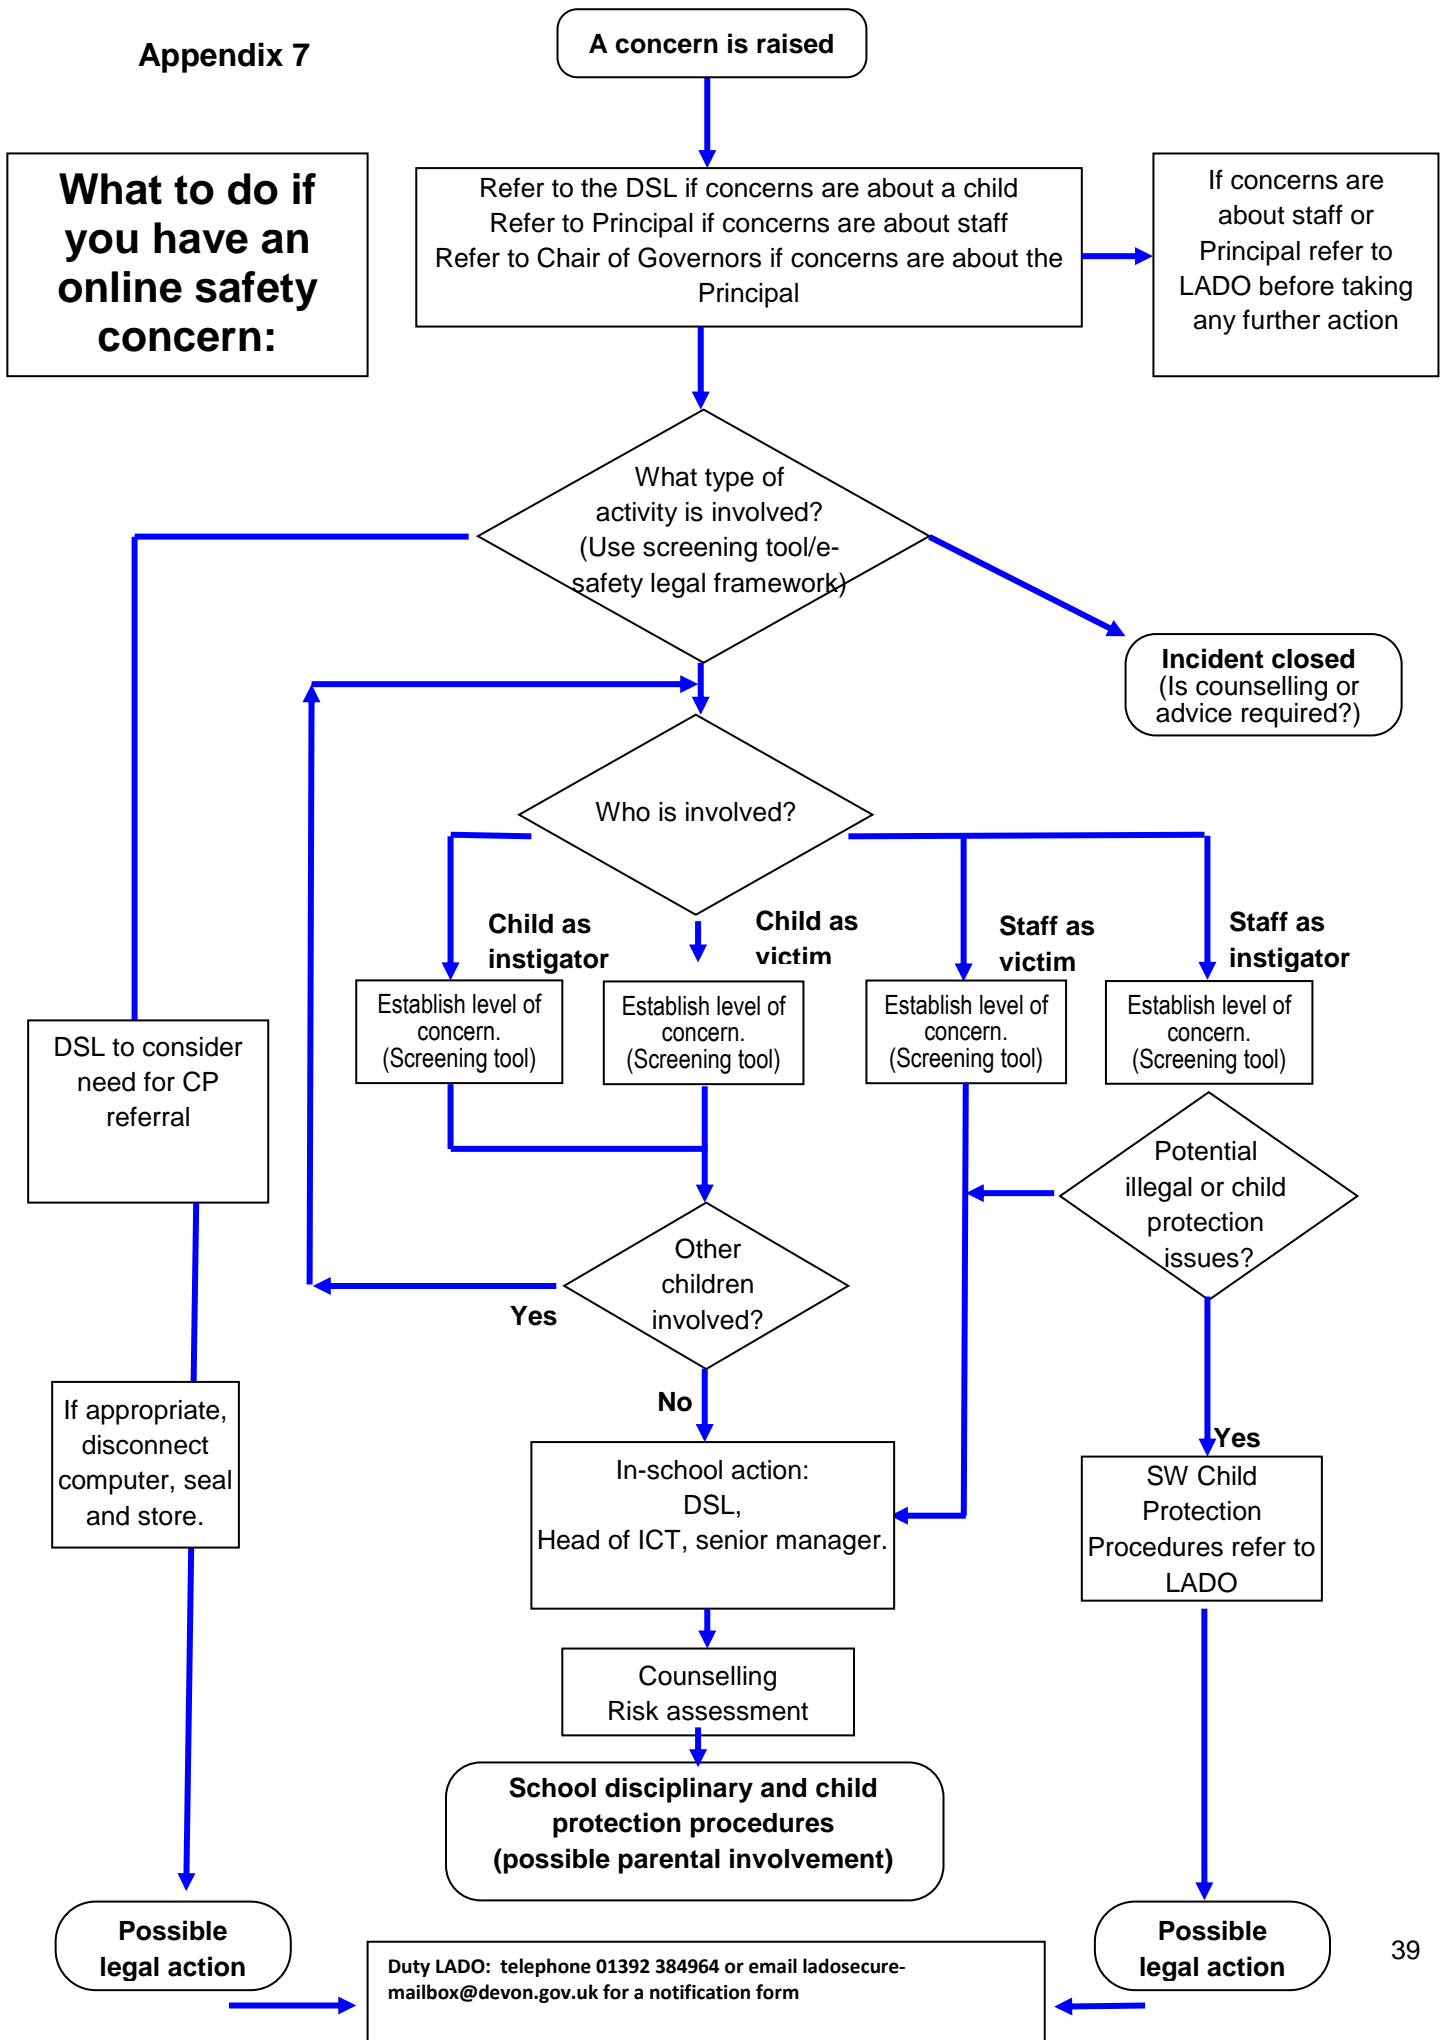 Appendix 7
A concern is raised
What to do if
you have an
online safety
concern:
Refer to the DSL if concerns are about a child
Refer to Principal if concerns are about staff
Refer to Chair of Governors if concerns are about the
Principal
If concerns are
about staff or
Principal refer to
LADO before taking
any further action
What type of
activity is involved?
(Use screening tool/e-
safety legal framework)
Incident closed
(Is counselling or
advice required?)
Who is involved?
Child as
instigator
Child as
victim
Staff as
victim
Staff as
instigator
Establish level of
concern.
(Screening tool)
Establish level of
concern.
(Screening tool)
Establish level of
concern.
(Screening tool)
Establish level of
concern.
(Screening tool)
DSL to consider
need for CP
referral
Potential
illegal or child
protection
issues?
Other
children
involved?
Yes
No
If appropriate,
disconnect
computer, seal
and store.
In-school action:
DSL,
Head of ICT, senior manager.
Yes
SW Child
Protection
Procedures refer to
LADO
Counselling
Risk assessment
School disciplinary and child
protection procedures
(possible parental involvement)
Possible
legal action
Possible
legal action
39
Duty LADO:  telephone 01392 384964 or email ladosecure-
mailbox@devon.gov.uk for a notification form